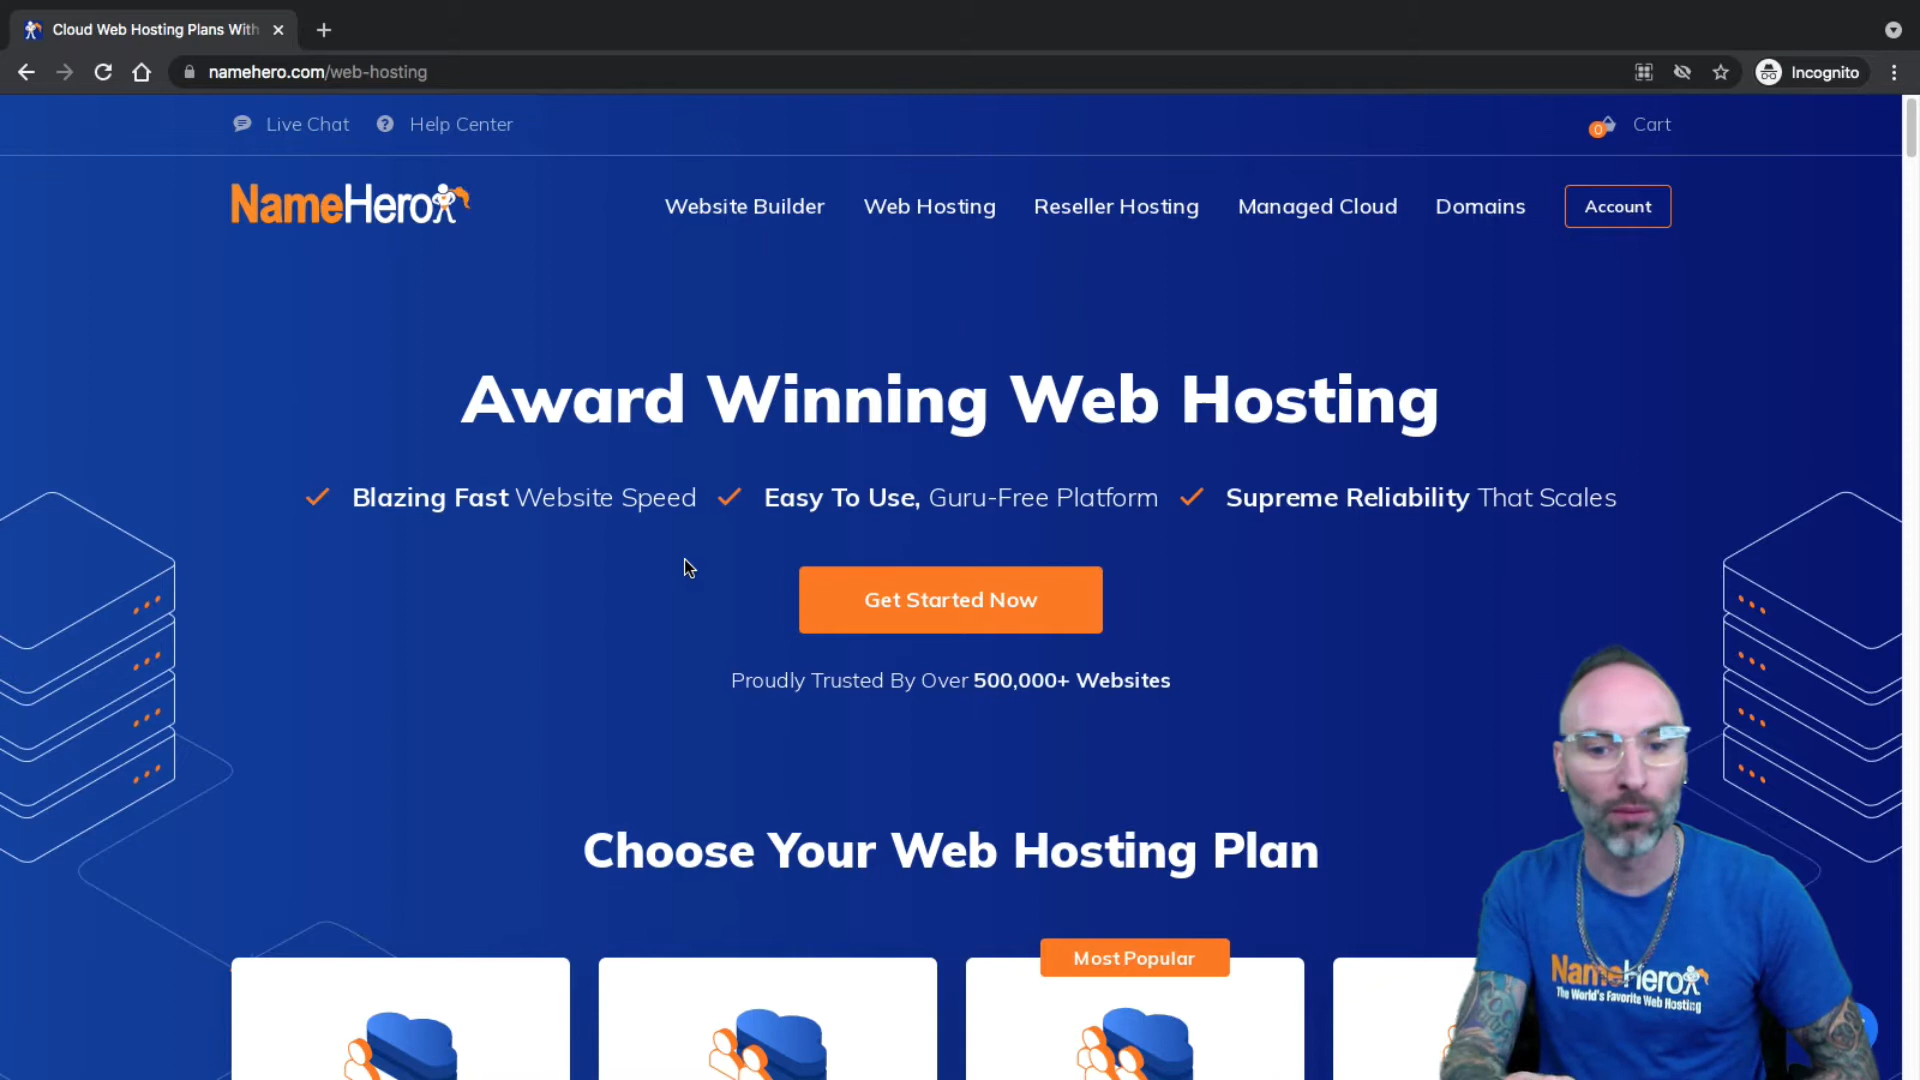 Cloud Web Hosting Plans With
namehero.com/web-hosting
Incognito
Live Chat
Help Center
0
Cart
NameHero
Website Builder
Web Hosting
Reseller Hosting
Managed Cloud
Domains
Account
Award Winning Web Hosting
Blazing Fast Website Speed
Easy To Use, Guru-Free Platform
Supreme Reliability That Scales
Get Started Now
Proudly Trusted By Over 500,000+ Websites
Choose Your Web Hosting Plan
Most Popular
NameHero
The World's Favorite Web Hosting